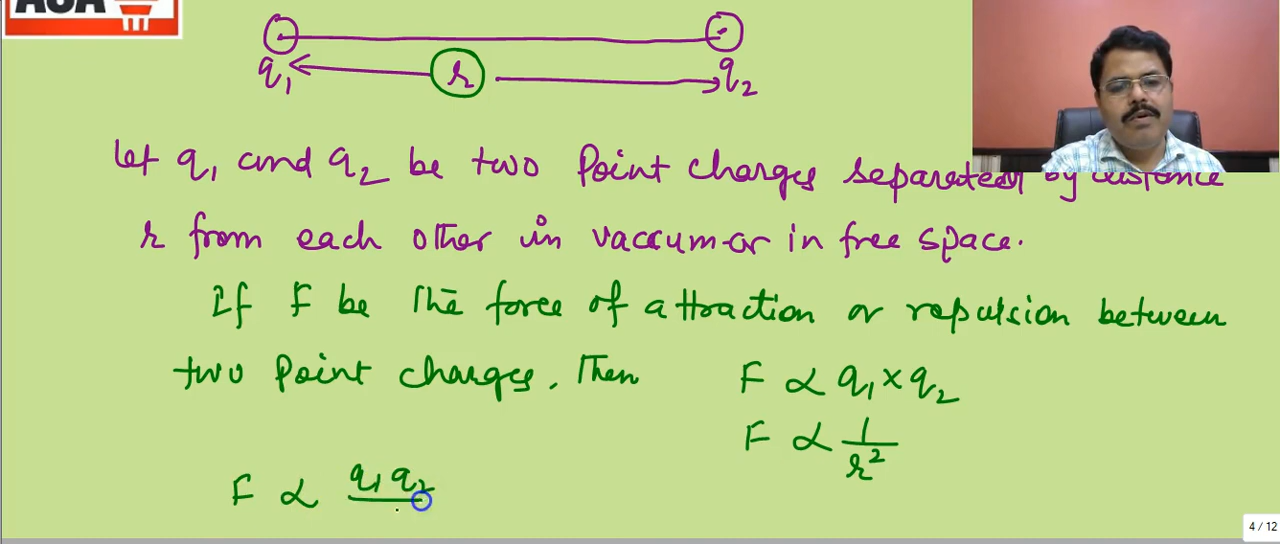 q₁ r q₂
Let q₁ and q₂ be two Point charges separated by distance
r from each other in vaccum or in free space.
If F be the force of attraction or repulsion between
two Point charges, Then F ∝ q₁ × q₂
F ∝ 1/r²
F ∝ q₁ q₂
4 / 12